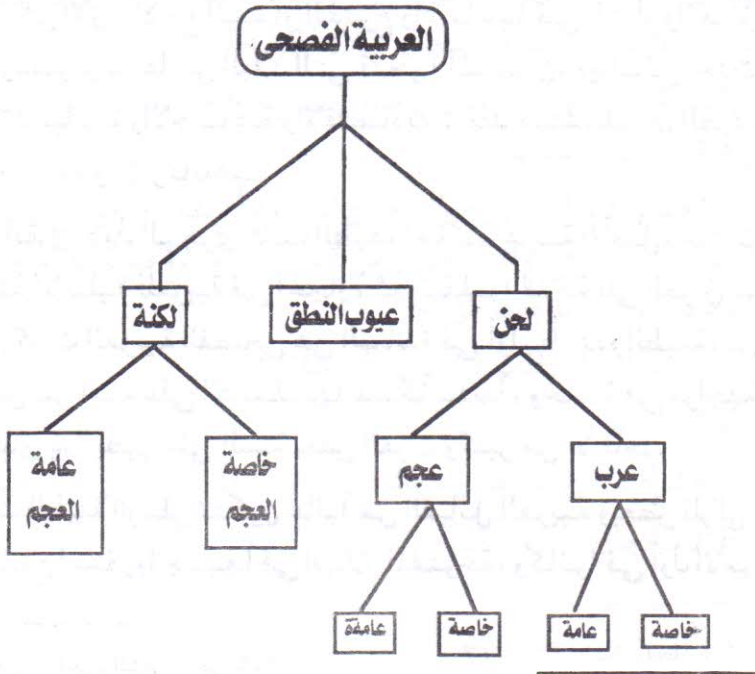 العربية الفصحى
لحن
عيوب النطق
لكنة
عرب
عجم
خاصة
العجم
عامة
العجم
خاصة
عامة
خاصة
عامة